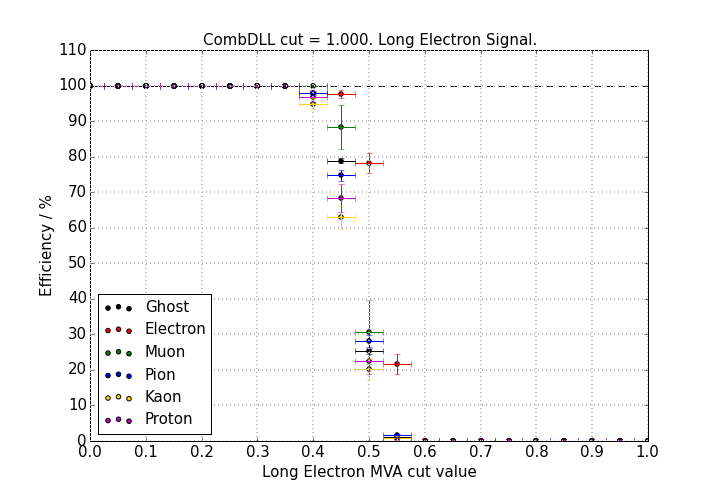 CombDLL cut = 1.000. Long Electron Signal.
110
100
90
80
70
60
50
40
30
20
10
0
Efficiency / %
Ghost
Electron
Muon
Pion
Kaon
Proton
0.0 0.1 0.2 0.3 0.4 0.5 0.6 0.7 0.8 0.9 1.0
Long Electron MVA cut value